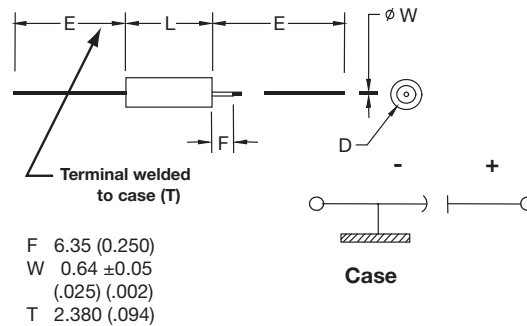 E L E
ϕ W
F
D
Terminal welded
to case (T)
- +
Case
F 6.35 (0.250)
W 0.64 ±0.05
(.025) (.002)
T 2.380 (.094)